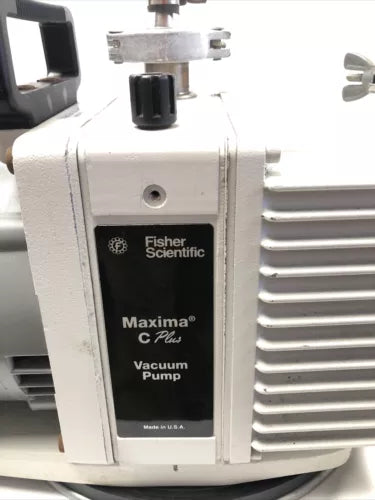 Fisher
Scientific
Maxima®
C Plus
Vacuum
Pump
Made in U.S.A.